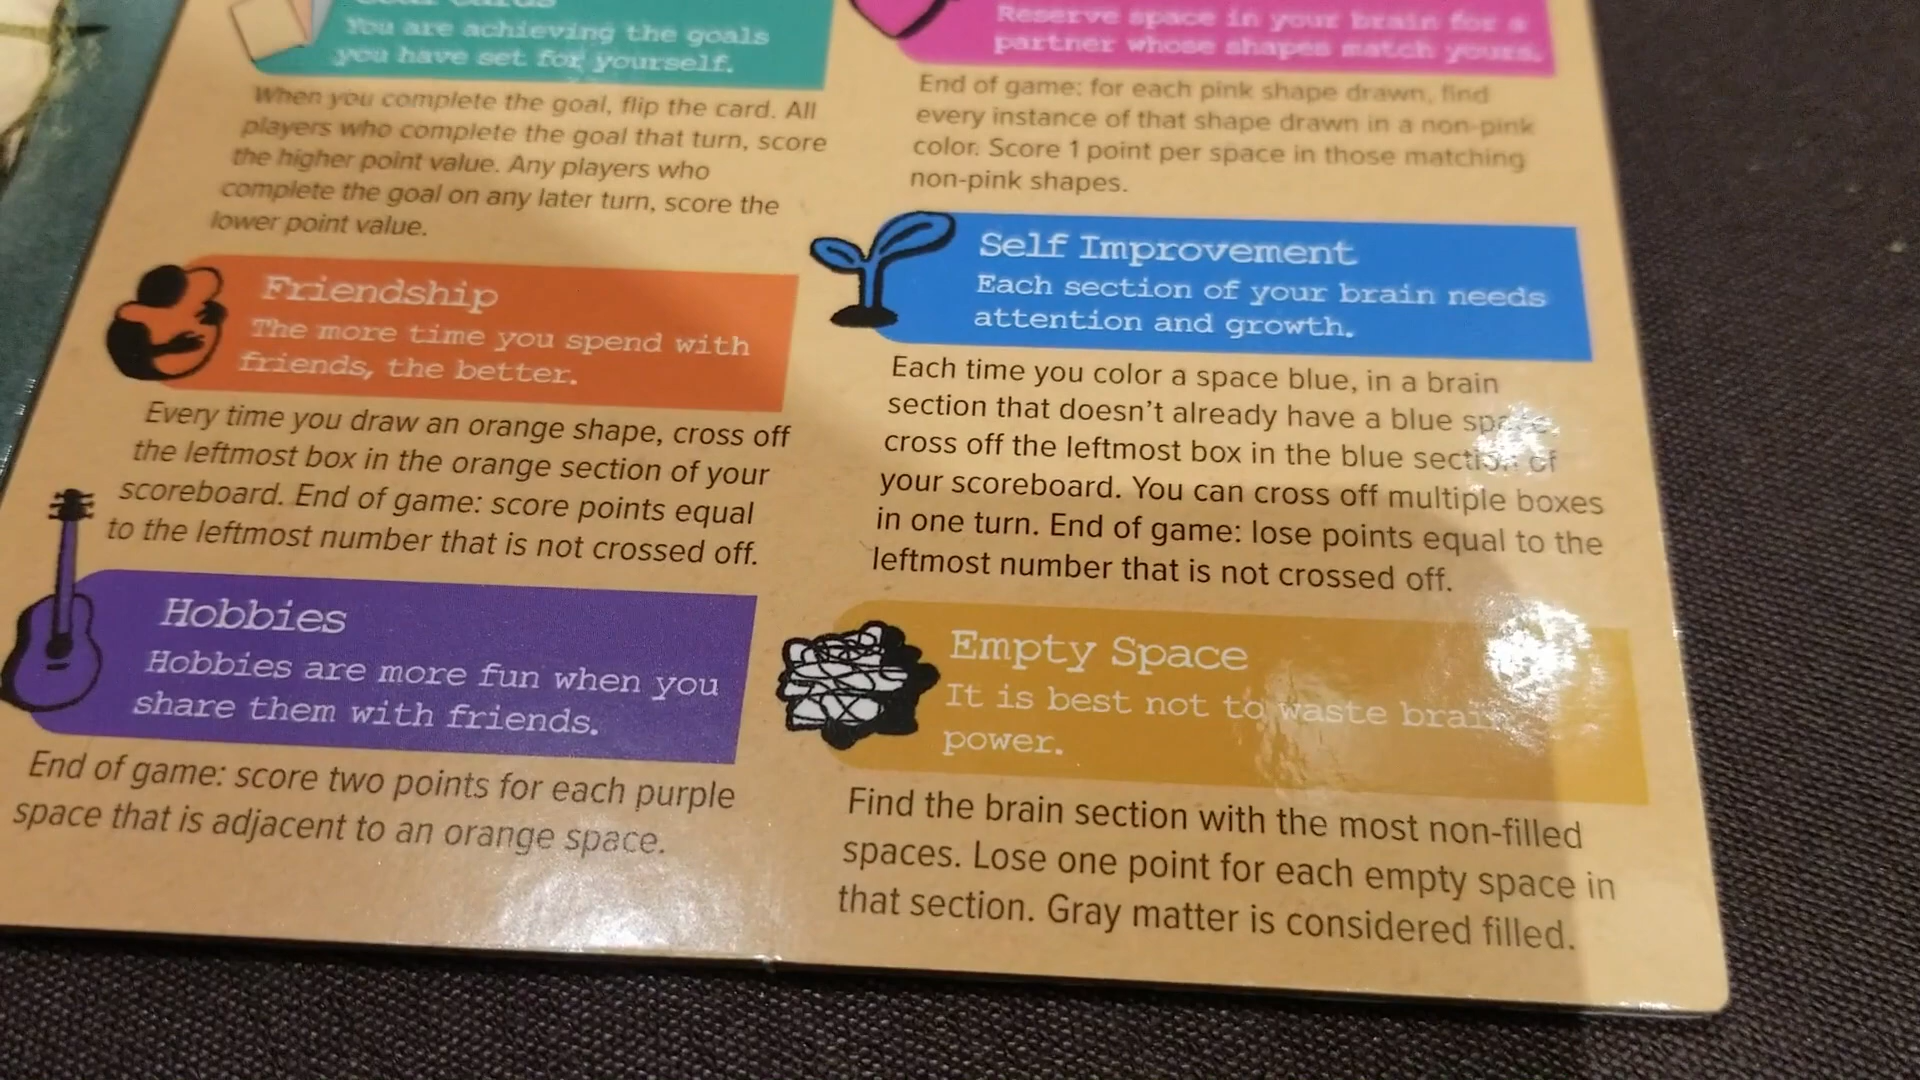 You are achieving the goals
you have set for yourself.
When you complete the goal, flip the card. All
players who complete the goal that turn, score
the higher point value. Any players who
complete the goal on any later turn, score the
lower point value.
Friendship
The more time you spend with
friends, the better.
Every time you draw an orange shape, cross off
the leftmost box in the orange section of your
scoreboard. End of game: score points equal
to the leftmost number that is not crossed off.
Hobbies
Hobbies are more fun when you
share them with friends.
End of game: score two points for each purple
space that is adjacent to an orange space.
Reserve space in your brain for a
partner whose shapes match yours.
End of game: for each pink shape drawn, find
every instance of that shape drawn in a non-pink
color. Score 1 point per space in those matching
non-pink shapes.
Self Improvement
Each section of your brain needs
attention and growth.
Each time you color a space blue, in a brain
section that doesn't already have a blue space,
cross off the leftmost box in the blue section of
your scoreboard. You can cross off multiple boxes
in one turn. End of game: lose points equal to the
leftmost number that is not crossed off.
Empty Space
It is best not to waste brain
power.
Find the brain section with the most non-filled
spaces. Lose one point for each empty space in
that section. Gray matter is considered filled.